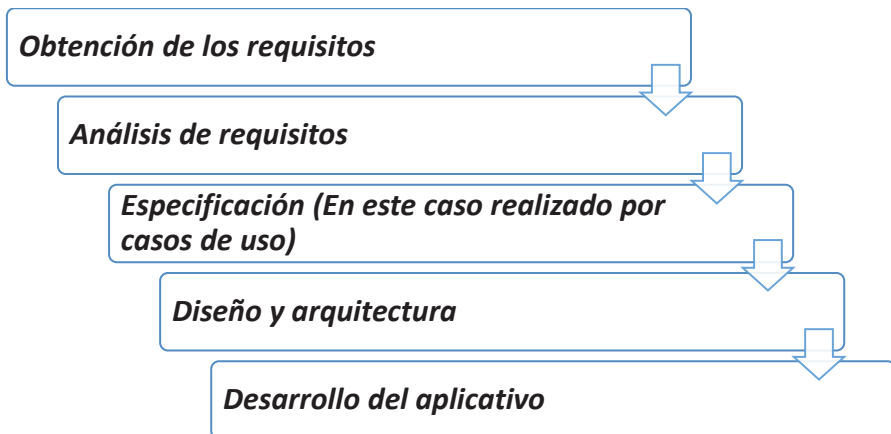 Obtención de los requisitos
Análisis de requisitos
Especificación (En este caso realizado por
casos de uso)
Diseño y arquitectura
Desarrollo del aplicativo